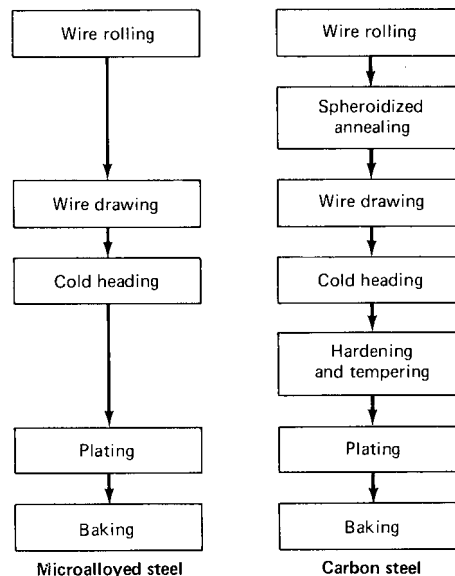 Wire rolling
Wire drawing
Cold heading
Plating
Baking
Microalloyed steel
Wire rolling
Spheroidized
annealing
Wire drawing
Cold heading
Hardening
and tempering
Plating
Baking
Carbon steel